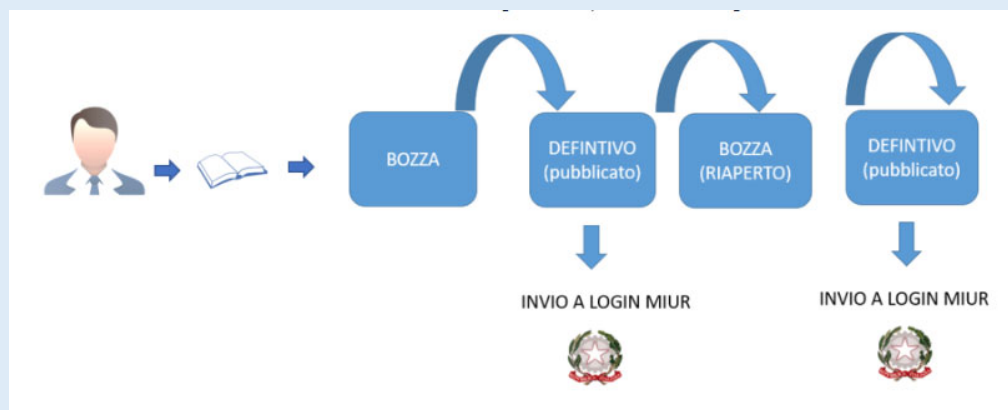 BOZZA
DEFINTIVO
(pubblicato)
BOZZA
(RIAPERTO)
DEFINTIVO
(pubblicato)
INVIO A LOGIN MIUR
INVIO A LOGIN MIUR